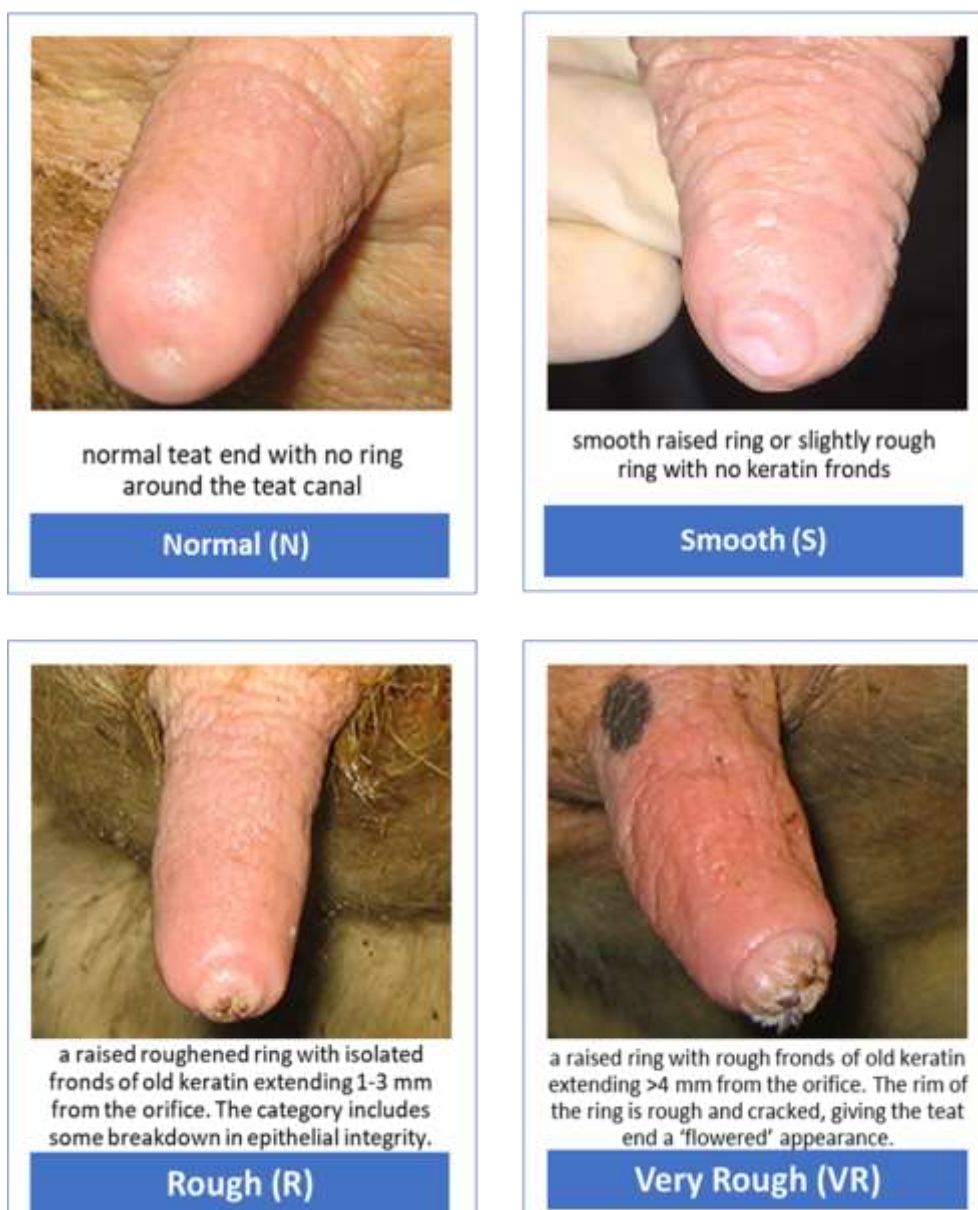 normal teat end with no ring
around the teat canal
Normal (N)
smooth raised ring or slightly rough
ring with no keratin fronds
Smooth (S)
a raised roughened ring with isolated
fronds of old keratin extending 1-3 mm
from the orifice. The category includes
some breakdown in epithelial integrity.
Rough (R)
a raised ring with rough fronds of old keratin
extending >4 mm from the orifice. The rim of
the ring is rough and cracked, giving the teat
end a ‘flowered’ appearance.
Very Rough (VR)